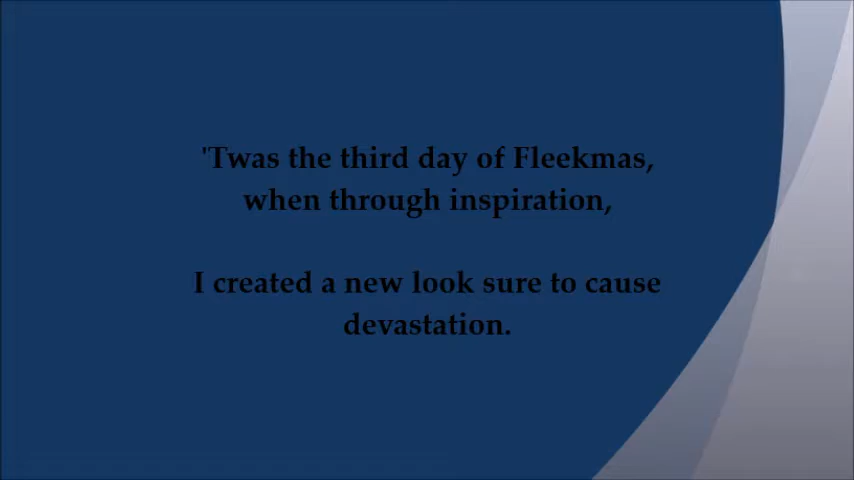 'Twas the third day of Fleekmas,
when through inspiration,
I created a new look sure to cause
devastation.